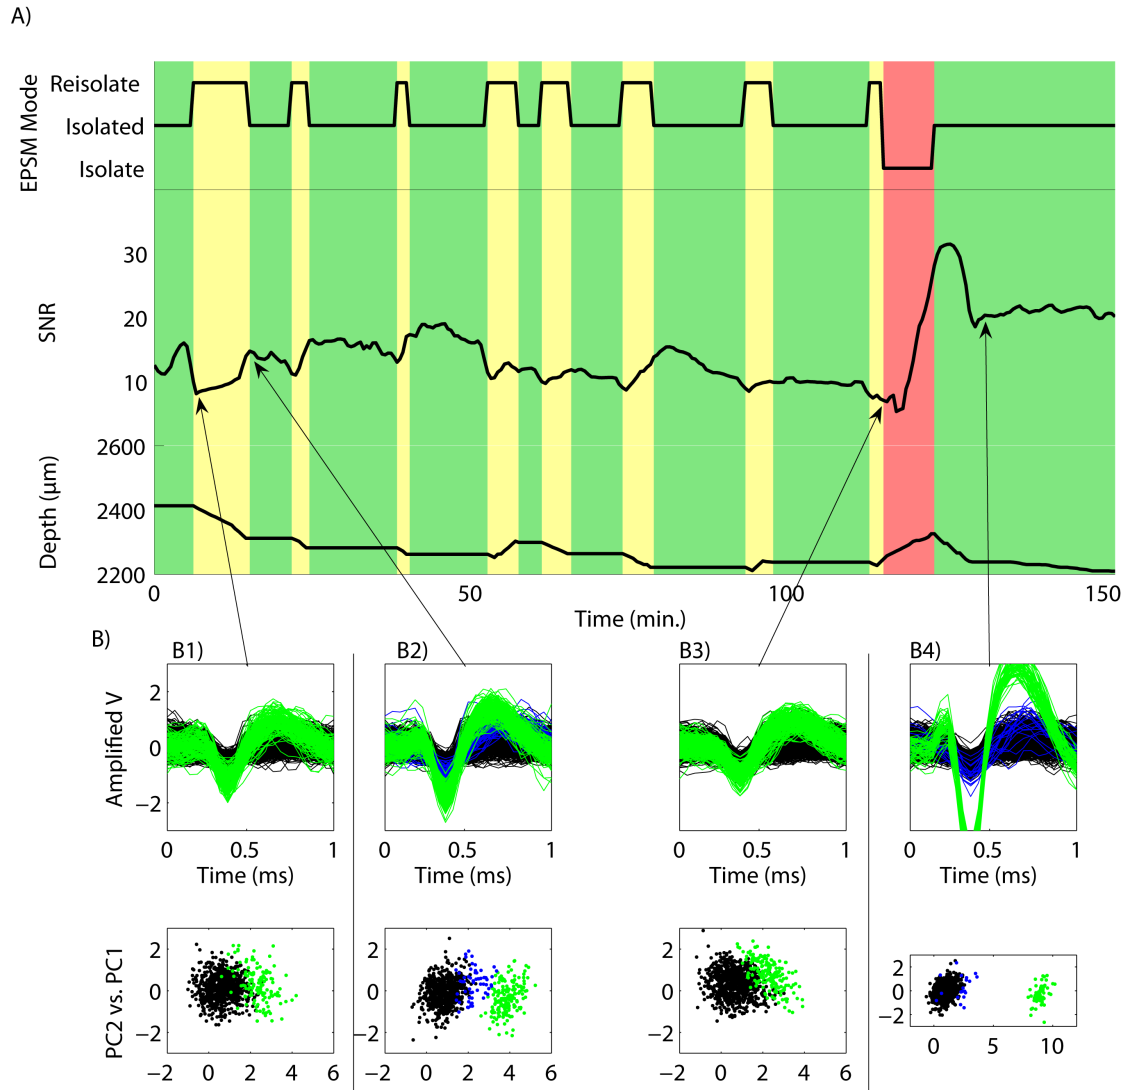 A)
EPSM Mode
Reisolate
Isolated
Isolate
SNR
30
20
10
Depth (μm)
2600
2400
2200
0 50 100 150
Time (min.)
B)
B1) B2) B3) B4)
Amplified V
2
0
−2
0 0.5 1 0 0.5 1 0 0.5 1 0 0.5 1
Time (ms) Time (ms) Time (ms) Time (ms)
PC2 vs. PC1
2 2 2 2
0 0 0 0
−2 −2 −2 −2
0 2 4 6 0 2 4 6 0 2 4 6 0 5 10